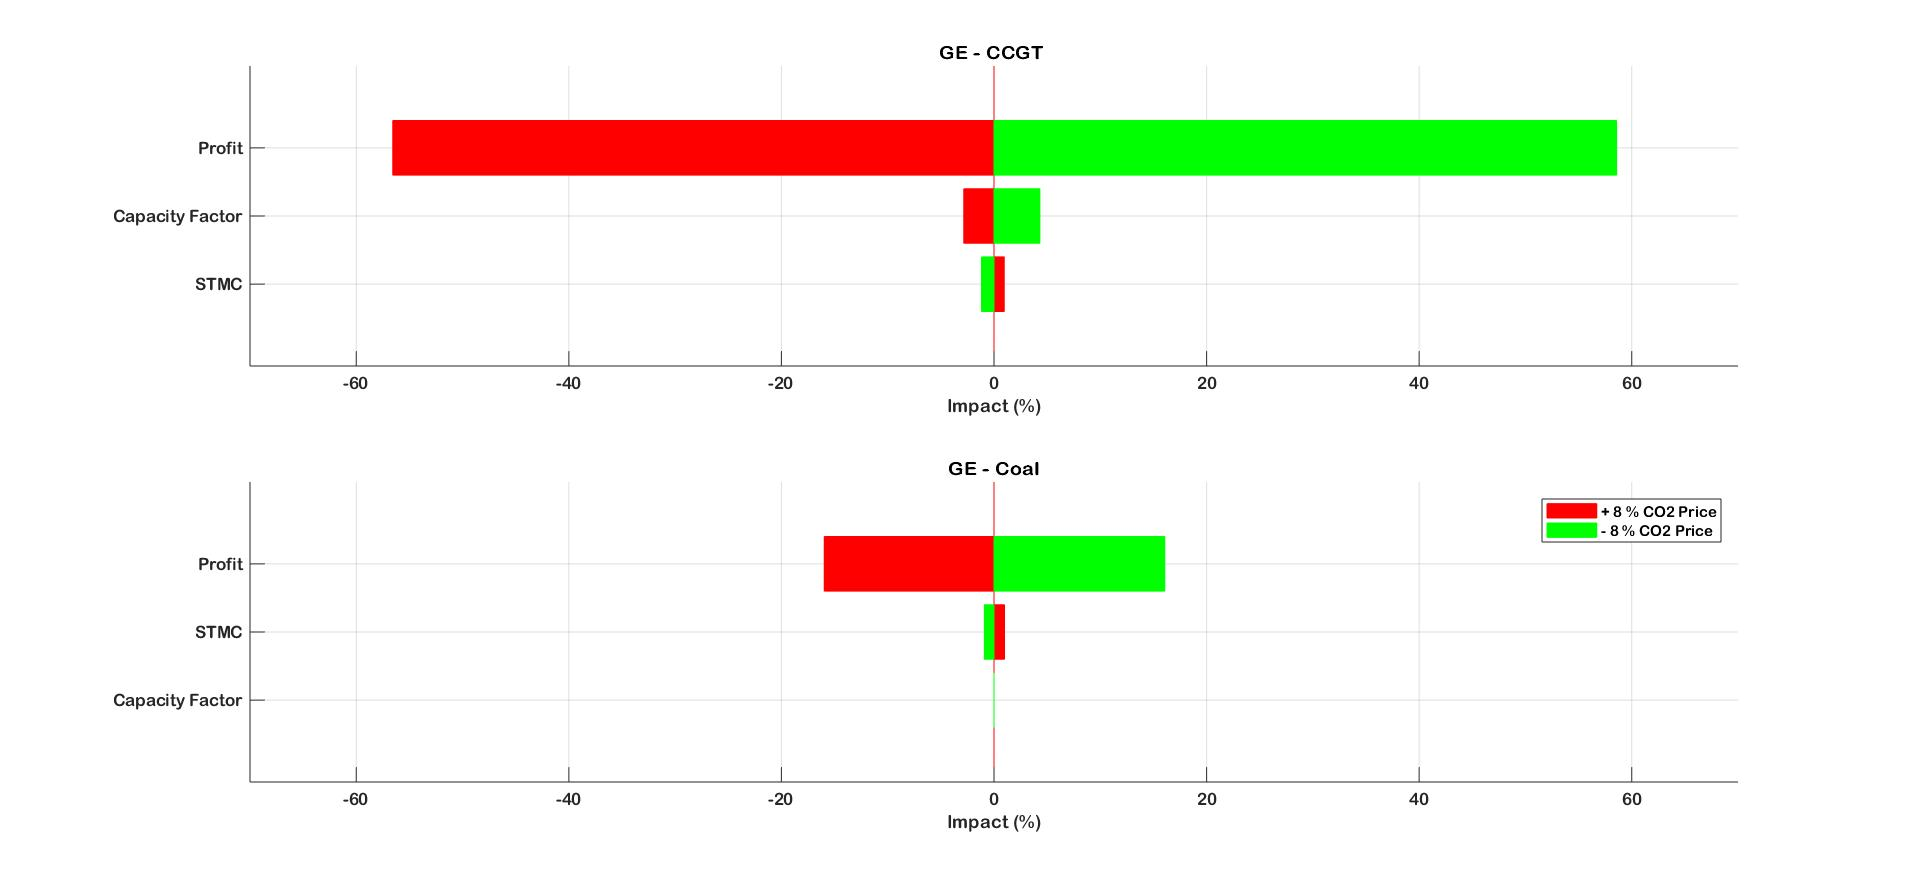 GE - CCGT
Profit
Capacity Factor
STMC
-60 -40 -20 0 20 40 60
Impact (%)
GE - Coal
+ 8 % CO2 Price
- 8 % CO2 Price
Profit
STMC
Capacity Factor
-60 -40 -20 0 20 40 60
Impact (%)